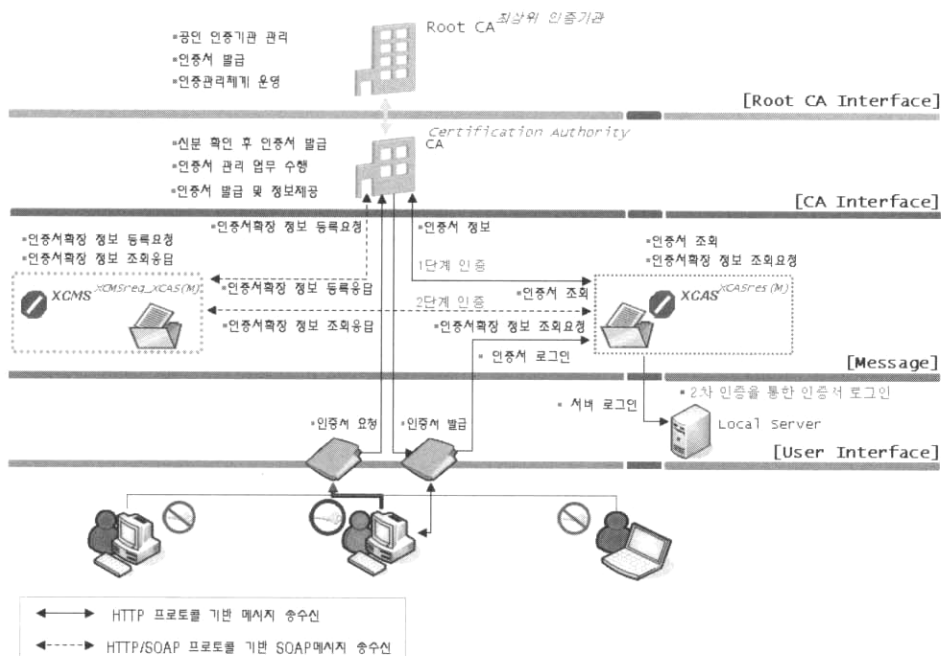 Root CA 최상위 인증기관
▪공인 인증기관 관리
▪인증서 발급
▪인증관리체계 운영
[Root CA Interface]
Certification Authority
CA
▪신분 확인 후 인증서 발급
▪인증서 관리 업무 수행
▪인증서 발급 및 정보제공
[CA Interface]
▪인증서확장 정보 등록요청
▪인증서 정보
▪인증서확장 정보 등록요청
▪인증서확장 정보 조회응답
▪인증서 조회
▪인증서확장 정보 조회요청
1단계 인증
XCMS XCMSreq_XCAS(M)
▪인증서확장 정보 등록응답
▪인증서 조회
XCAS XCASres(M)
2단계 인증
▪인증서확장 정보 조회응답
▪인증서확장 정보 조회요청
▪ 인증서 로그인
[Message]
▪ 2차 인증을 통한 인증서 로그인
▪ 서버 로그인
▪인증서 요청
▪인증서 발급
Local Server
[User Interface]
HTTP 프로토콜 기반 메시지 송수신
HTTP/SOAP 프로토콜 기반 SOAP메시지 송수신